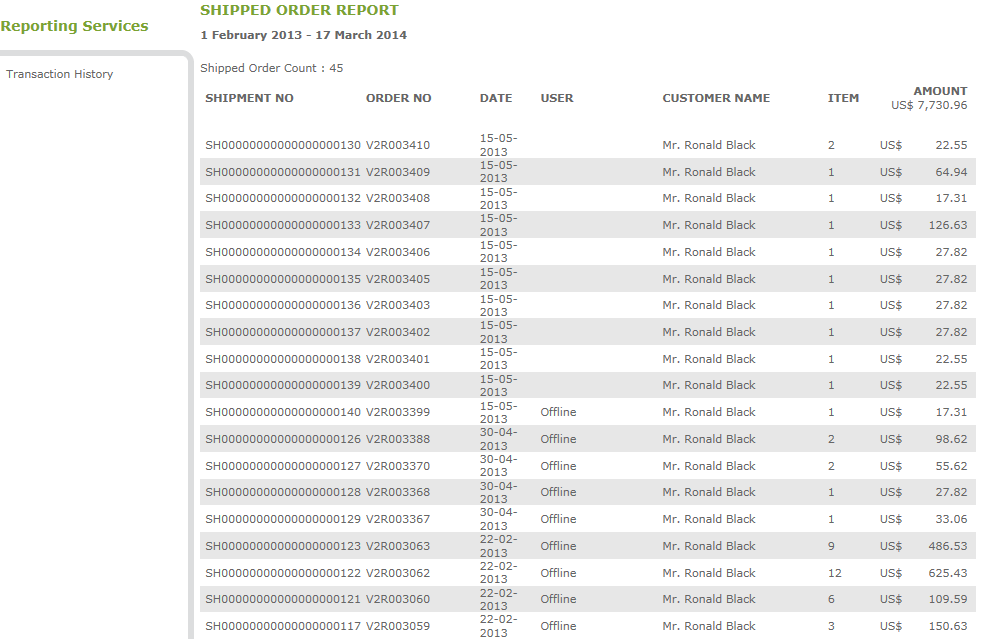 Reporting Services
Transaction History
SHIPPED ORDER REPORT
1 February 2013 - 17 March 2014
Shipped Order Count : 45
SHIPMENT NO ORDER NO DATE USER CUSTOMER NAME ITEM AMOUNT
US$ 7,730.96
SH00000000000000000130 V2R003410 15-05-2013 Mr. Ronald Black 2 US$ 22.55
SH00000000000000000131 V2R003409 15-05-2013 Mr. Ronald Black 1 US$ 64.94
SH00000000000000000132 V2R003408 15-05-2013 Mr. Ronald Black 1 US$ 17.31
SH00000000000000000133 V2R003407 15-05-2013 Mr. Ronald Black 1 US$ 126.63
SH00000000000000000134 V2R003406 15-05-2013 Mr. Ronald Black 1 US$ 27.82
SH00000000000000000135 V2R003405 15-05-2013 Mr. Ronald Black 1 US$ 27.82
SH00000000000000000136 V2R003403 15-05-2013 Mr. Ronald Black 1 US$ 27.82
SH00000000000000000137 V2R003402 15-05-2013 Mr. Ronald Black 1 US$ 27.82
SH00000000000000000138 V2R003401 15-05-2013 Mr. Ronald Black 1 US$ 22.55
SH00000000000000000139 V2R003400 15-05-2013 Mr. Ronald Black 1 US$ 22.55
SH00000000000000000140 V2R003399 15-05-2013 Offline Mr. Ronald Black 1 US$ 17.31
SH00000000000000000126 V2R003388 30-04-2013 Offline Mr. Ronald Black 2 US$ 98.62
SH00000000000000000127 V2R003370 30-04-2013 Offline Mr. Ronald Black 2 US$ 55.62
SH00000000000000000128 V2R003368 30-04-2013 Offline Mr. Ronald Black 1 US$ 27.82
SH00000000000000000129 V2R003367 30-04-2013 Offline Mr. Ronald Black 1 US$ 33.06
SH00000000000000000123 V2R003063 22-02-2013 Offline Mr. Ronald Black 9 US$ 486.53
SH00000000000000000122 V2R003062 22-02-2013 Offline Mr. Ronald Black 12 US$ 625.43
SH00000000000000000121 V2R003060 22-02-2013 Offline Mr. Ronald Black 6 US$ 109.59
SH00000000000000000117 V2R003059 22-02-2013 Offline Mr. Ronald Black 3 US$ 150.63